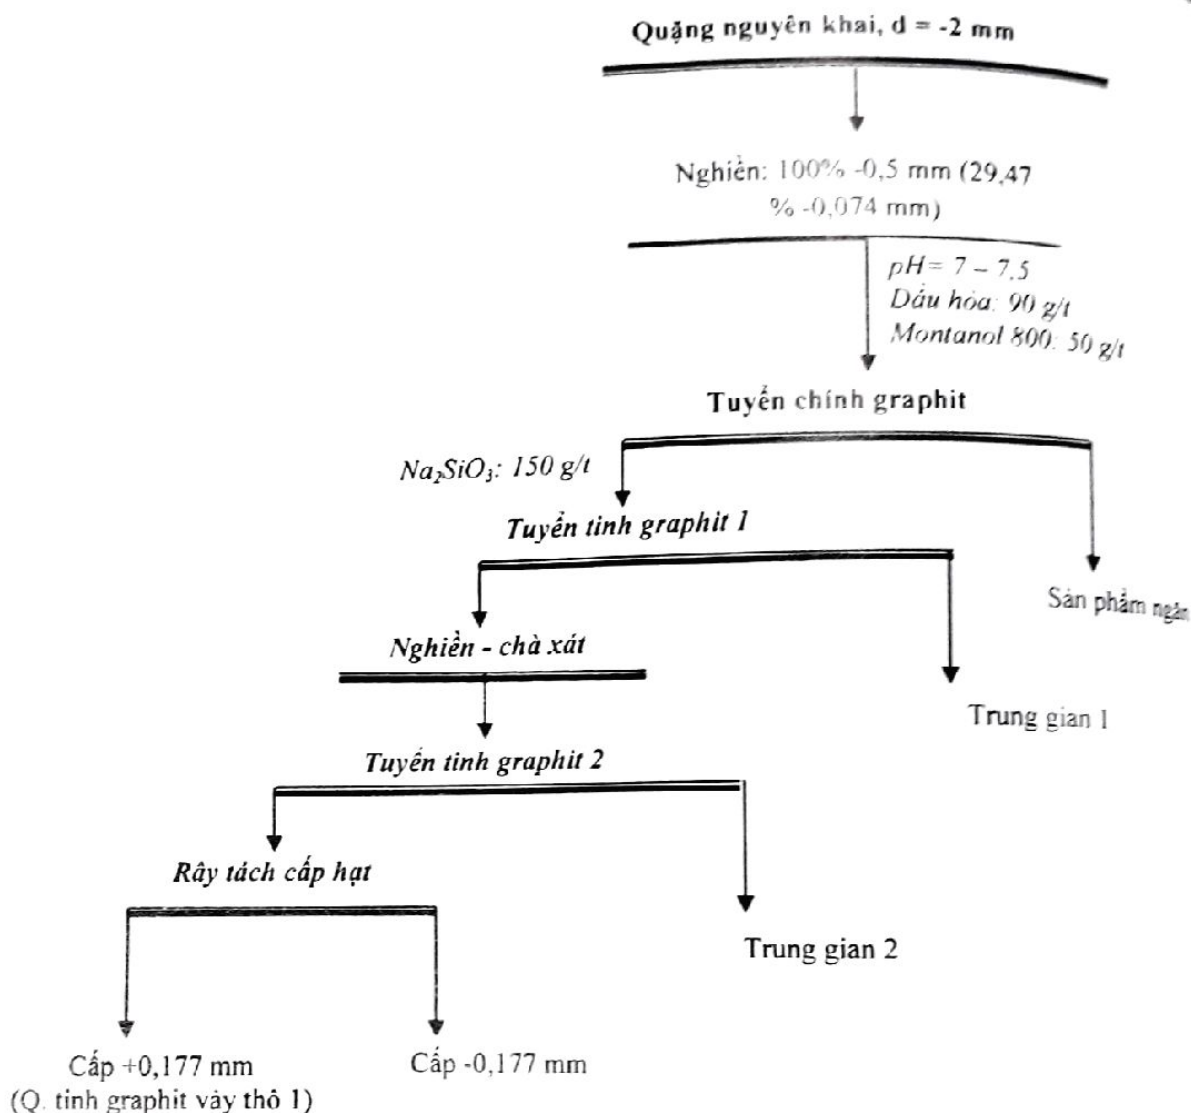 Quặng nguyên khai, d = -2 mm
Nghiền: 100% -0,5 mm (29,47
% -0,074 mm)
pH= 7 – 7,5
Dầu hỏa: 90 g/t
Montanol 800: 50 g/t
Tuyển chính graphit
Na₂SiO₃: 150 g/t
Tuyển tinh graphit 1
Sản phẩm ngăn
Nghiền - chà xát
Trung gian 1
Tuyển tinh graphit 2
Rây tách cấp hạt
Trung gian 2
Cấp +0,177 mm
Cấp -0,177 mm
(Q. tinh graphit vảy thô 1)